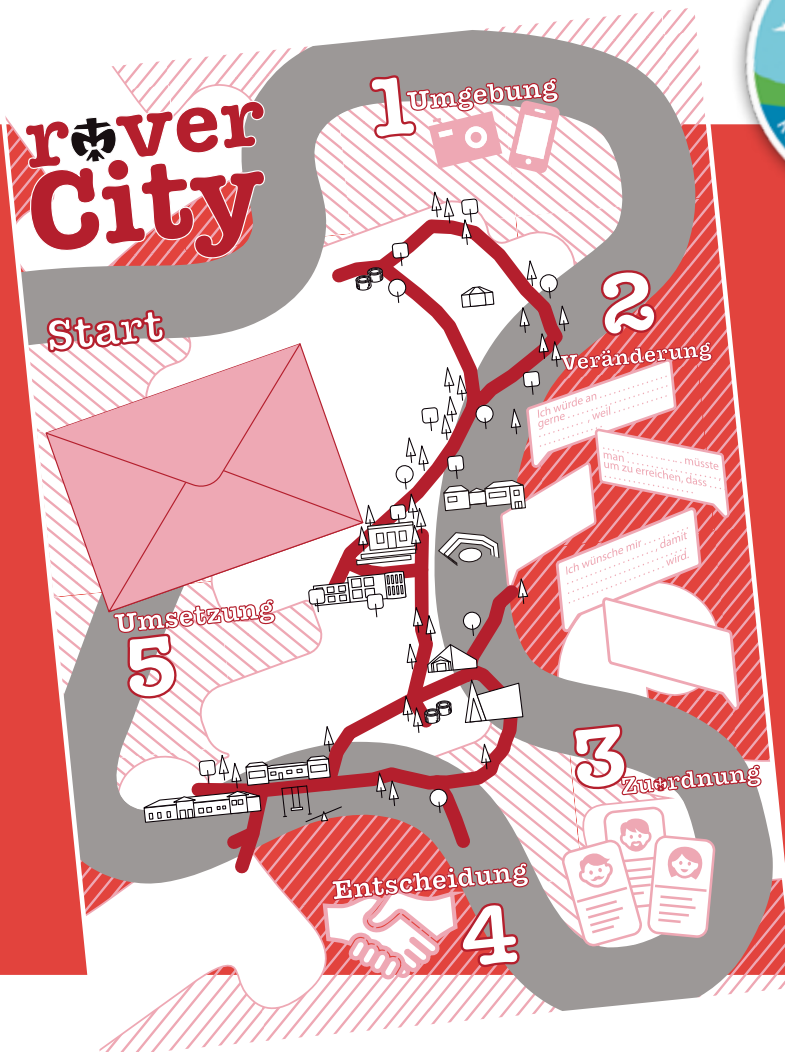 rover
City
1 Umgebung
Start
2
Veränderung
Ich würde an
gerne weil
man müsste
um zu erreichen, dass
Ich wünsche mir damit
wird.
Umsetzung
5
3
Zuordnung
Entscheidung
4